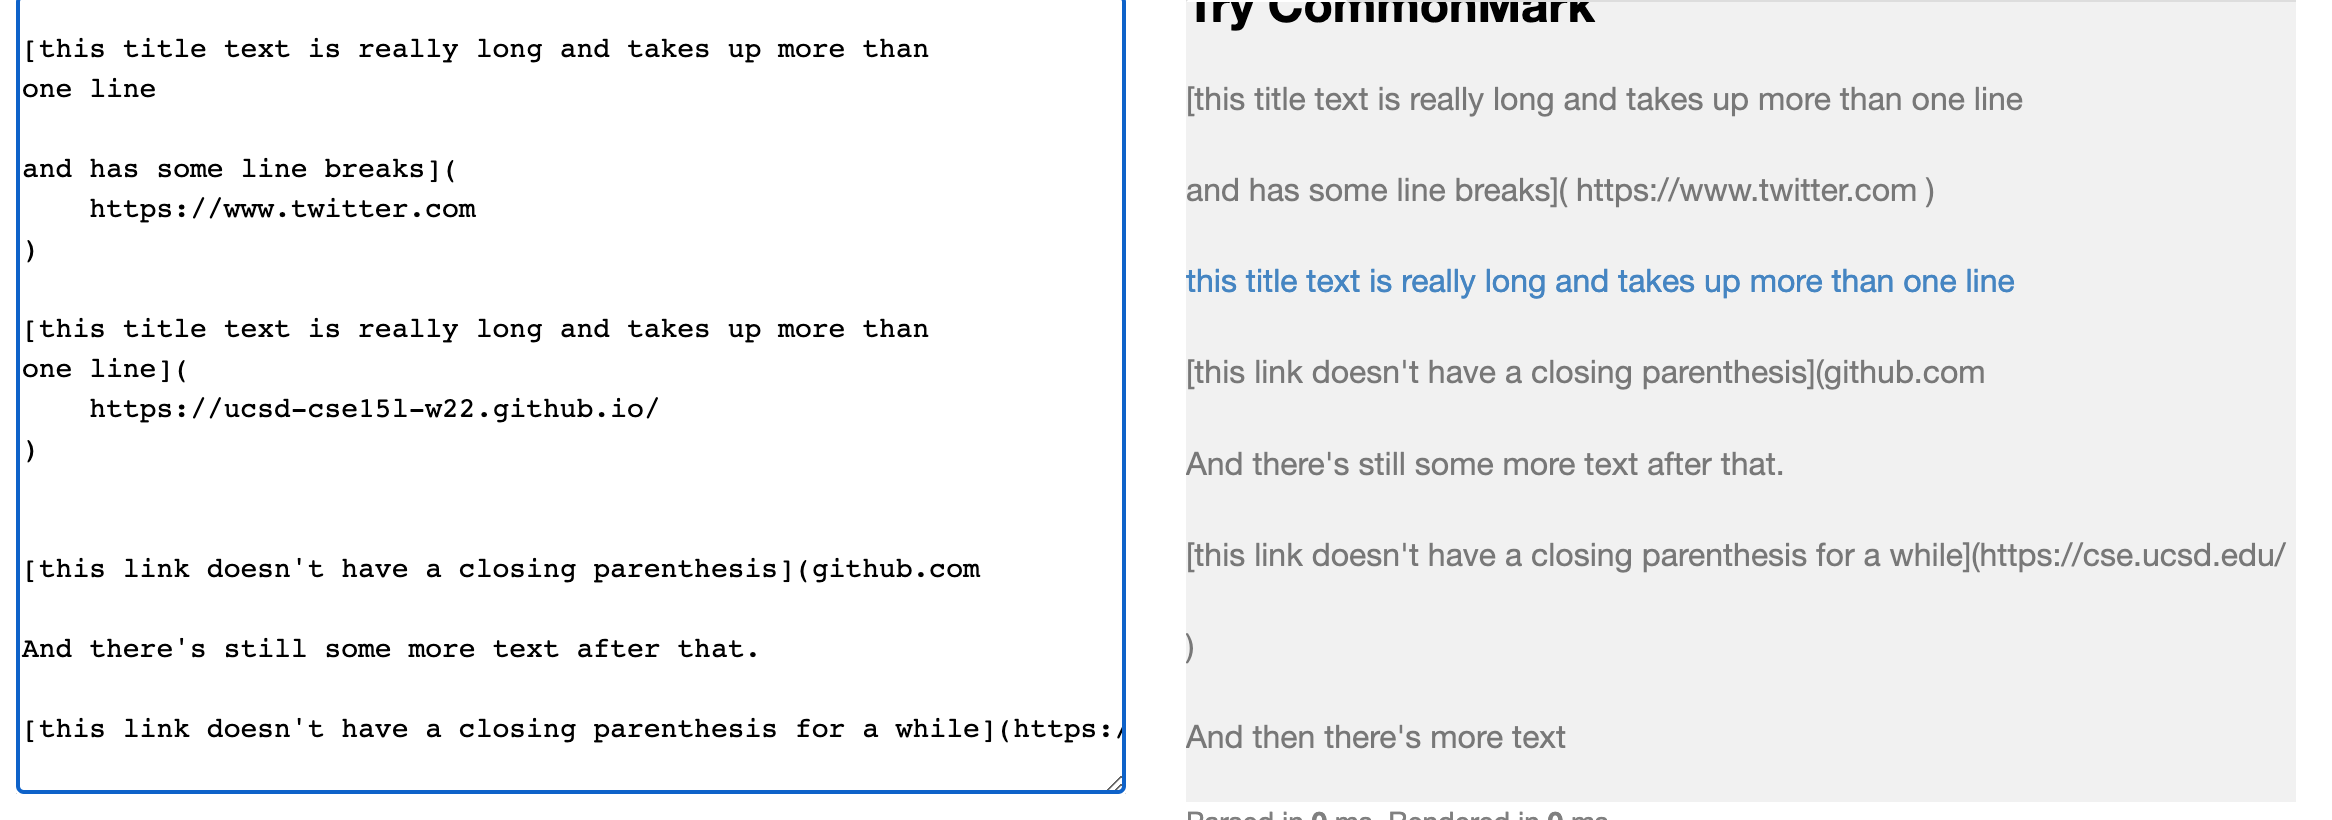 [this title text is really long and takes up more than
one line
and has some line breaks](
https://www.twitter.com
)
[this title text is really long and takes up more than
one line](
https://ucsd-cse15l-w22.github.io/
)
[this link doesn't have a closing parenthesis](github.com
And there's still some more text after that.
[this link doesn't have a closing parenthesis for a while](https:/
Try CommonMark
[this title text is really long and takes up more than one line
and has some line breaks]( https://www.twitter.com )
this title text is really long and takes up more than one line
[this link doesn't have a closing parenthesis](github.com
And there's still some more text after that.
[this link doesn't have a closing parenthesis for a while](https://cse.ucsd.edu/
)
And then there's more text
Parsed in 0 ms. Rendered in 0 ms.